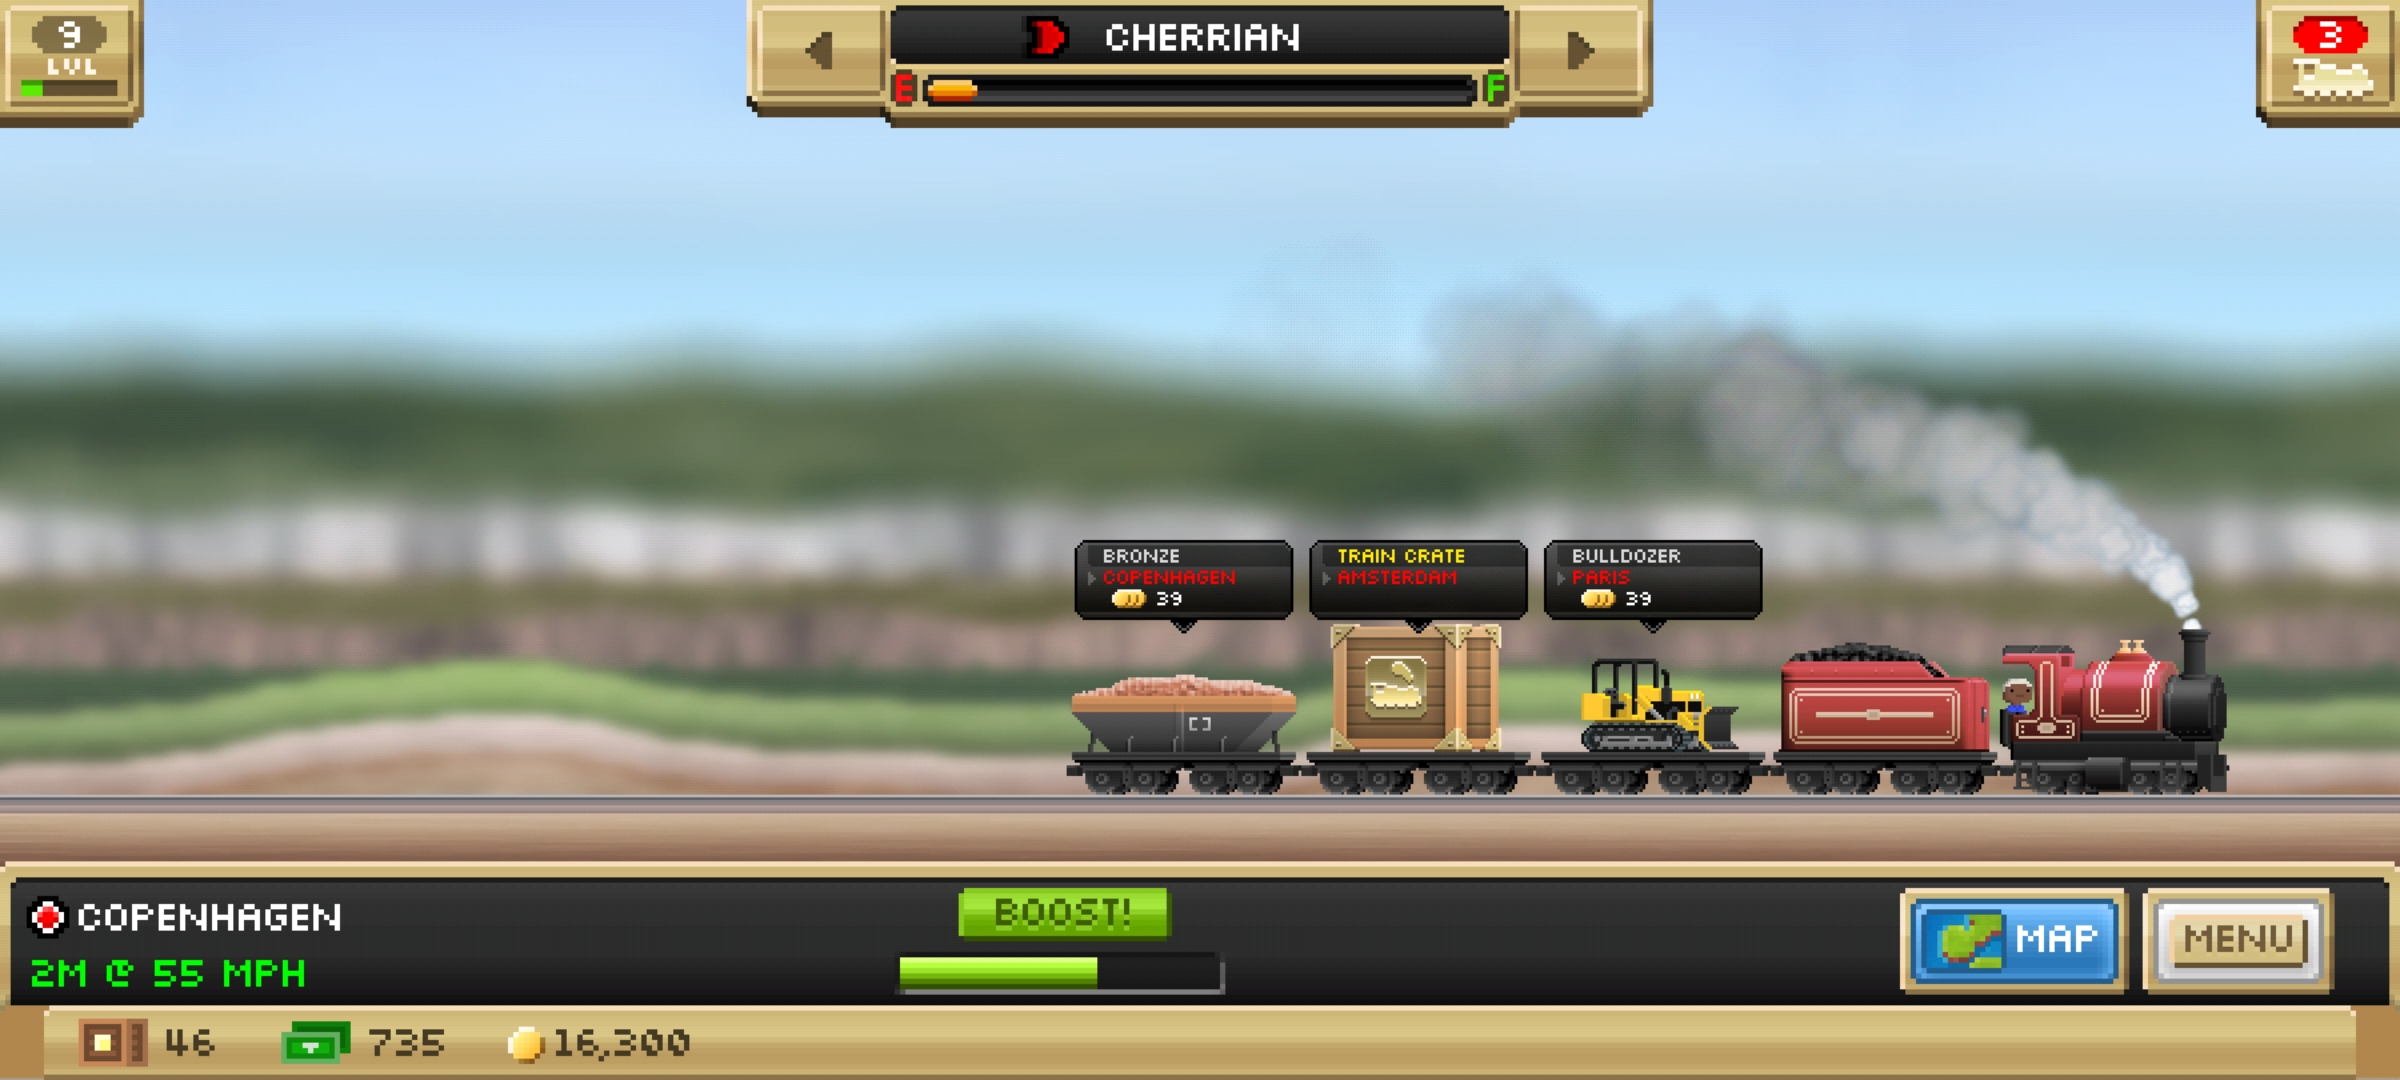 9
LVL
CHERRIAN
E F
3
BRONZE
COPENHAGEN
39
TRAIN CRATE
AMSTERDAM
BULLDOZER
PARIS
39
COPENHAGEN
2M @ 55 MPH
BOOST!
MAP
MENU
46
735
16,300